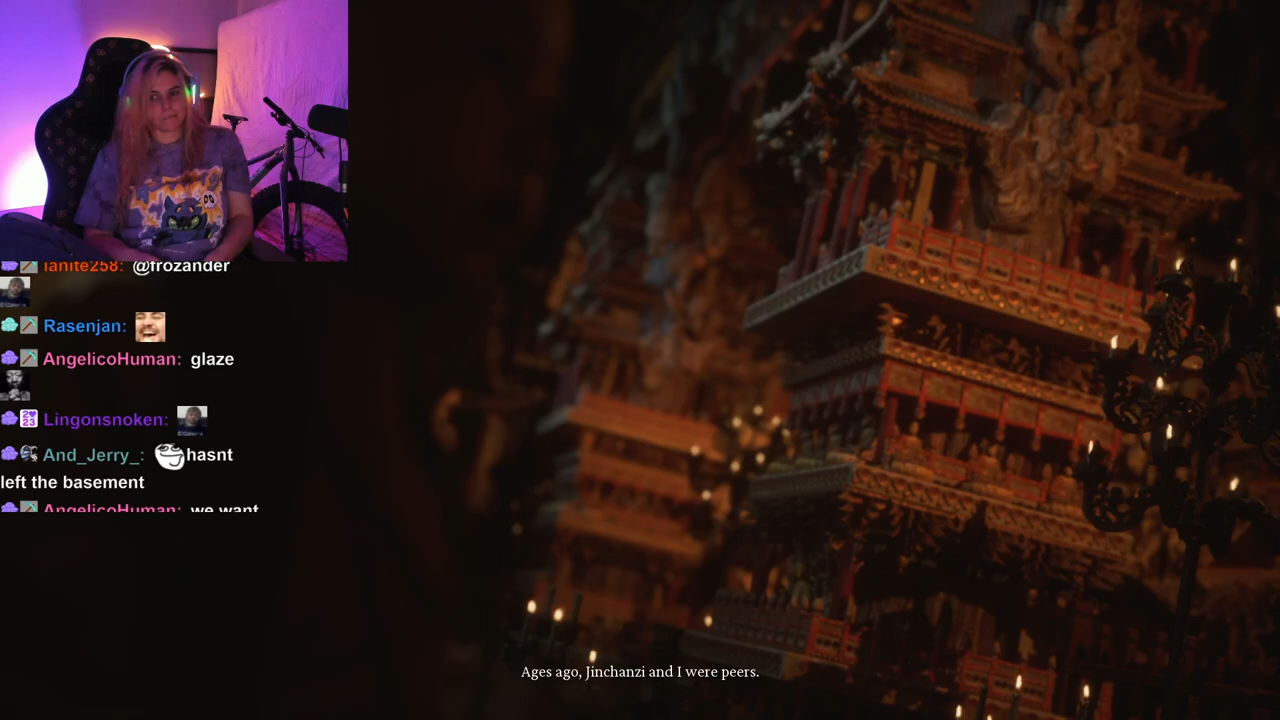 ianite258: @frozander
Rasenjan:
AngelicoHuman: glaze
Lingonsnoken:
And_Jerry_: hasnt
left the basement
AngelicoHuman: we want
Ages ago, Jinchanzi and I were peers.